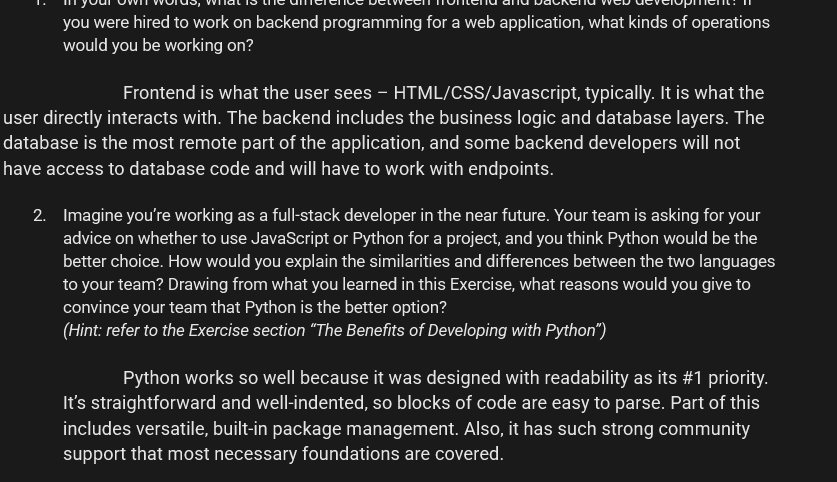 1. In your own words, what is the difference between frontend and backend web development? If
you were hired to work on backend programming for a web application, what kinds of operations
would you be working on?
Frontend is what the user sees – HTML/CSS/Javascript, typically. It is what the
user directly interacts with. The backend includes the business logic and database layers. The
database is the most remote part of the application, and some backend developers will not
have access to database code and will have to work with endpoints.
2. Imagine you’re working as a full-stack developer in the near future. Your team is asking for your
advice on whether to use JavaScript or Python for a project, and you think Python would be the
better choice. How would you explain the similarities and differences between the two languages
to your team? Drawing from what you learned in this Exercise, what reasons would you give to
convince your team that Python is the better option?
(Hint: refer to the Exercise section “The Benefits of Developing with Python”)
Python works so well because it was designed with readability as its #1 priority.
It’s straightforward and well-indented, so blocks of code are easy to parse. Part of this
includes versatile, built-in package management. Also, it has such strong community
support that most necessary foundations are covered.